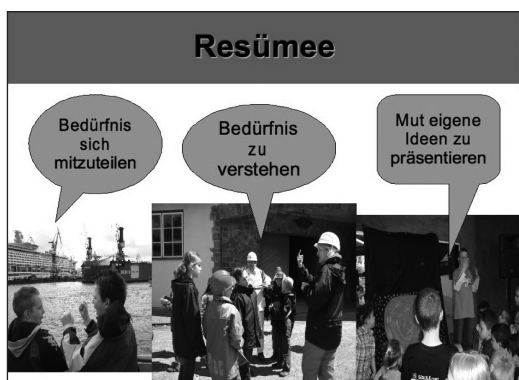 Resümee
Bedürfnis
sich
mitzuteilen
Bedürfnis
zu
verstehen
Mut eigene
Ideen zu
präsentieren